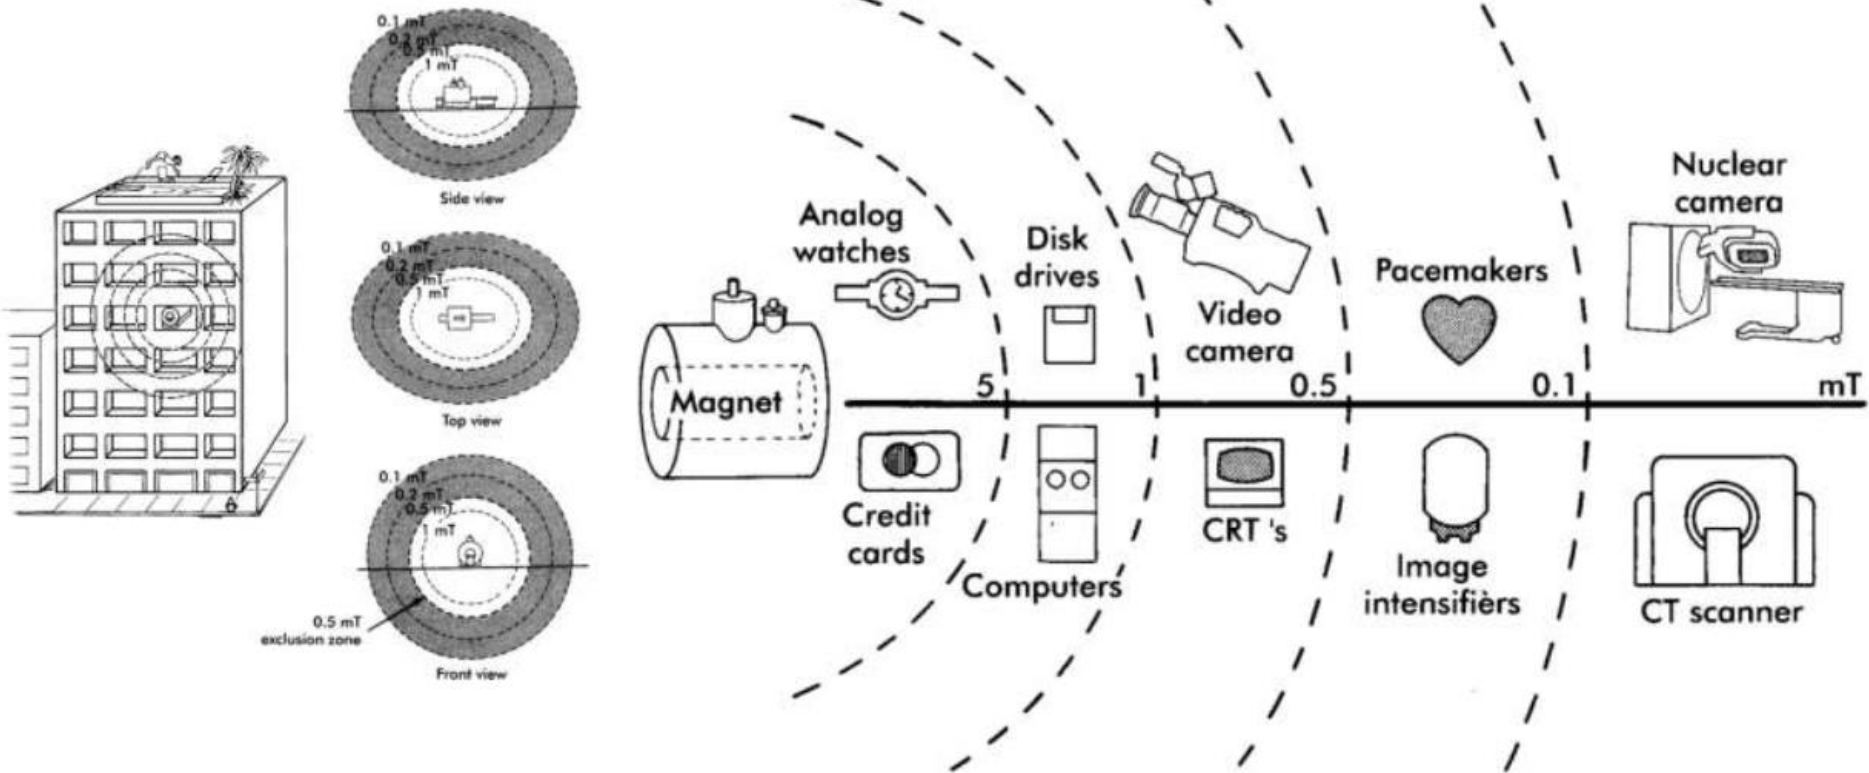 0.1 mT
0.2 mT
0.5 mT
1 mT
Side view
0.1 mT
0.2 mT
0.5 mT
1 mT
Top view
0.1 mT
0.2 mT
0.5 mT
1 mT
0.5 mT
exclusion zone
Front view
Magnet
Analog
watches
Disk
drives
Video
camera
Pacemakers
Nuclear
camera
5
1
0.5
0.1
mT
Credit
cards
Computers
CRT 's
Image
intensifièrs
CT scanner